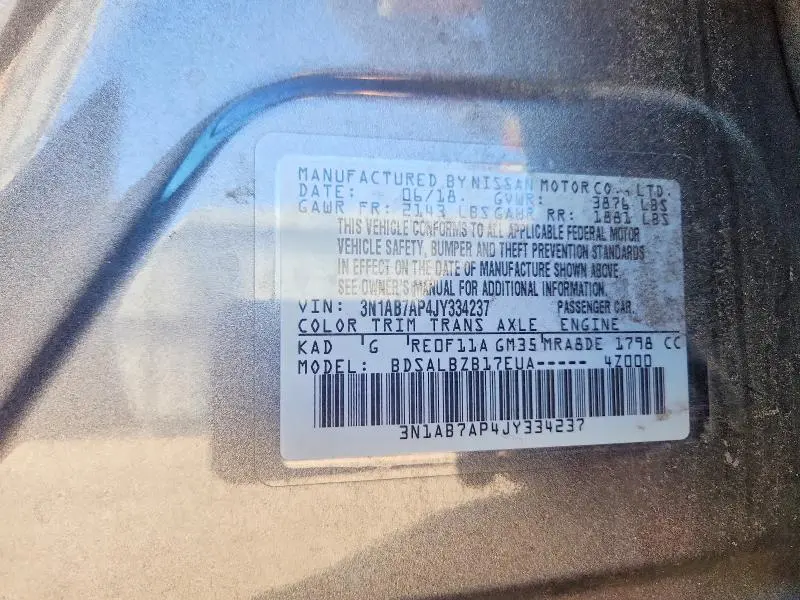 MANUFACTURED BY NISSAN MOTOR CO., LTD.
DATE: 06/18. GVWR: 3876 LBS
GAWR FR: 2143 LBS GAWR RR: 1881 LBS
THIS VEHICLE CONFORMS TO ALL APPLICABLE FEDERAL MOTOR
VEHICLE SAFETY, BUMPER AND THEFT PREVENTION STANDARDS
IN EFFECT ON THE DATE OF MANUFACTURE SHOWN ABOVE.
SEE OWNER'S MANUAL FOR ADDITIONAL INFORMATION.
VIN: 3N1AB7AP4JY334237 PASSENGER CAR.
COLOR TRIM TRANS AXLE ENGINE
KAD 'G 'RE0F11A GM35 'MRA8DE 1798 CC
MODEL: BDSALBZB17EUA----- 4Z000
3N1AB7AP4JY334237